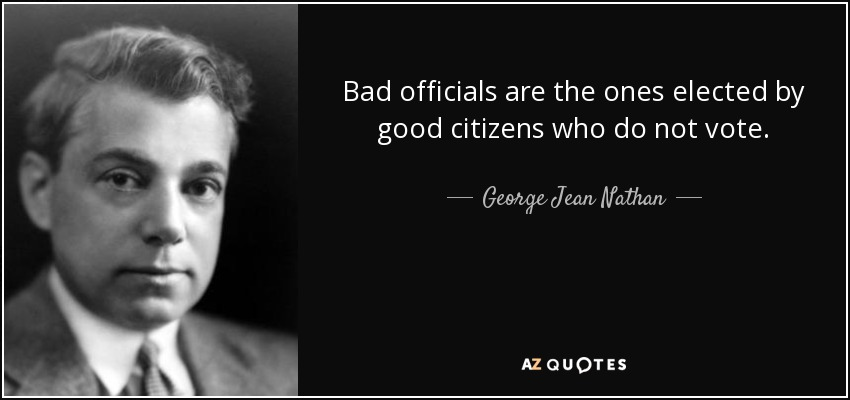 Bad officials are the ones elected by
good citizens who do not vote.
George Jean Nathan
AZ QUOTES